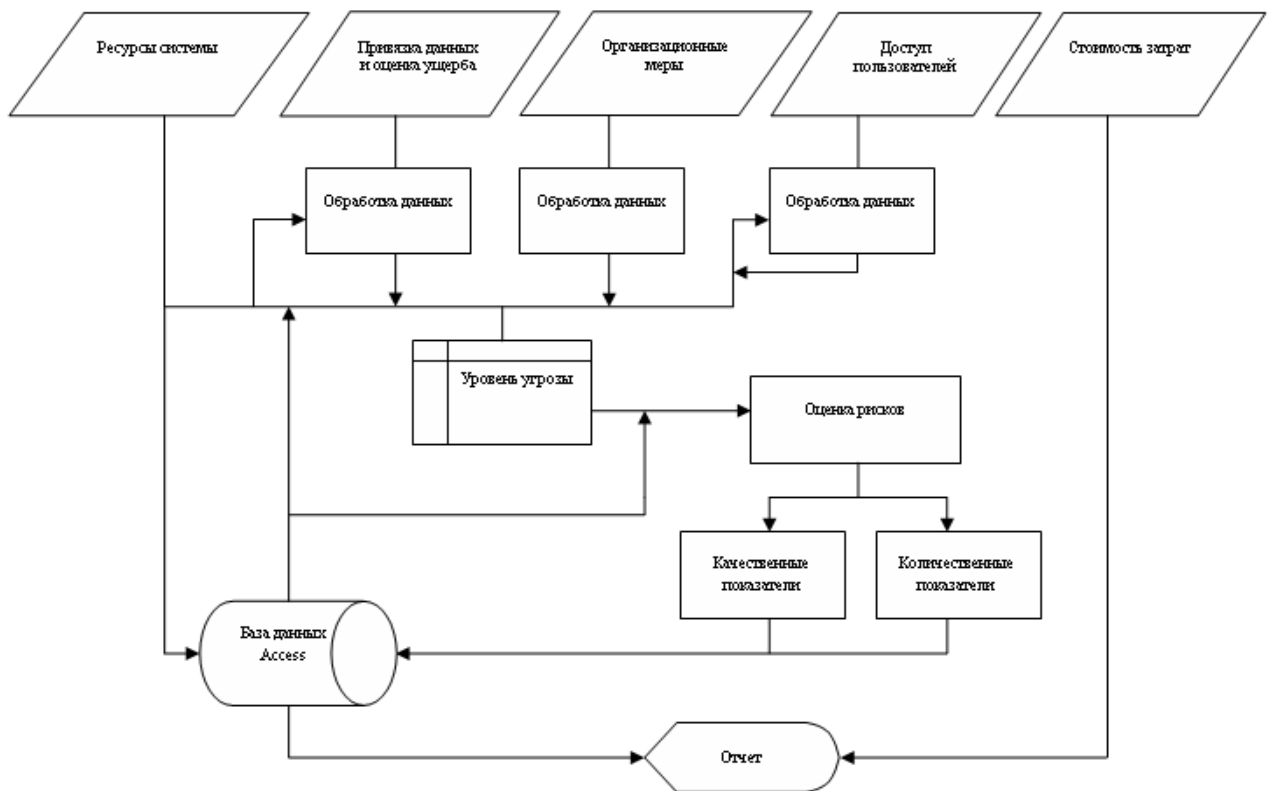 Ресурсы системы
Привязка данных
и оценка ущерба
Организационные
меры
Доступ
пользователей
Стоимость затрат
Обработка данных
Обработка данных
Обработка данных
Уровень угрозы
Оценка рисков
Качественные
показатели
Количественные
показатели
База данных
Access
Отчет